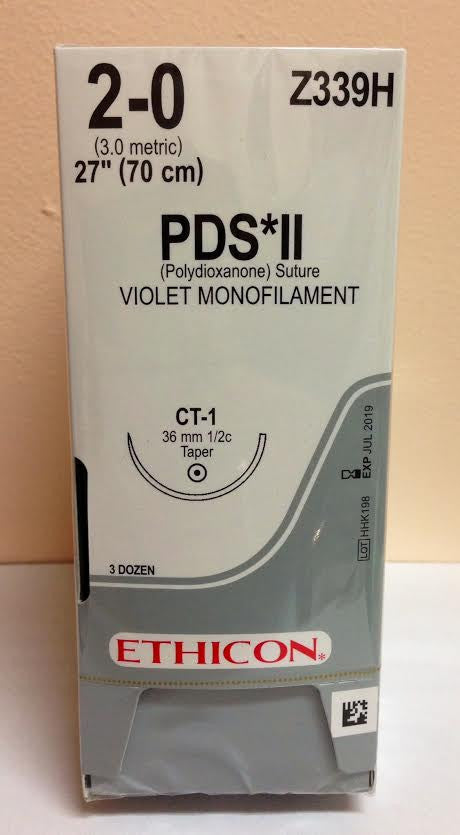 2-0
Z339H
(3.0 metric)
27" (70 cm)
PDS*II
(Polydioxanone) Suture
VIOLET MONOFILAMENT
CT-1
36 mm 1/2c
Taper
EXP JUL 2019
LOT HHK198
3 DOZEN
ETHICON*